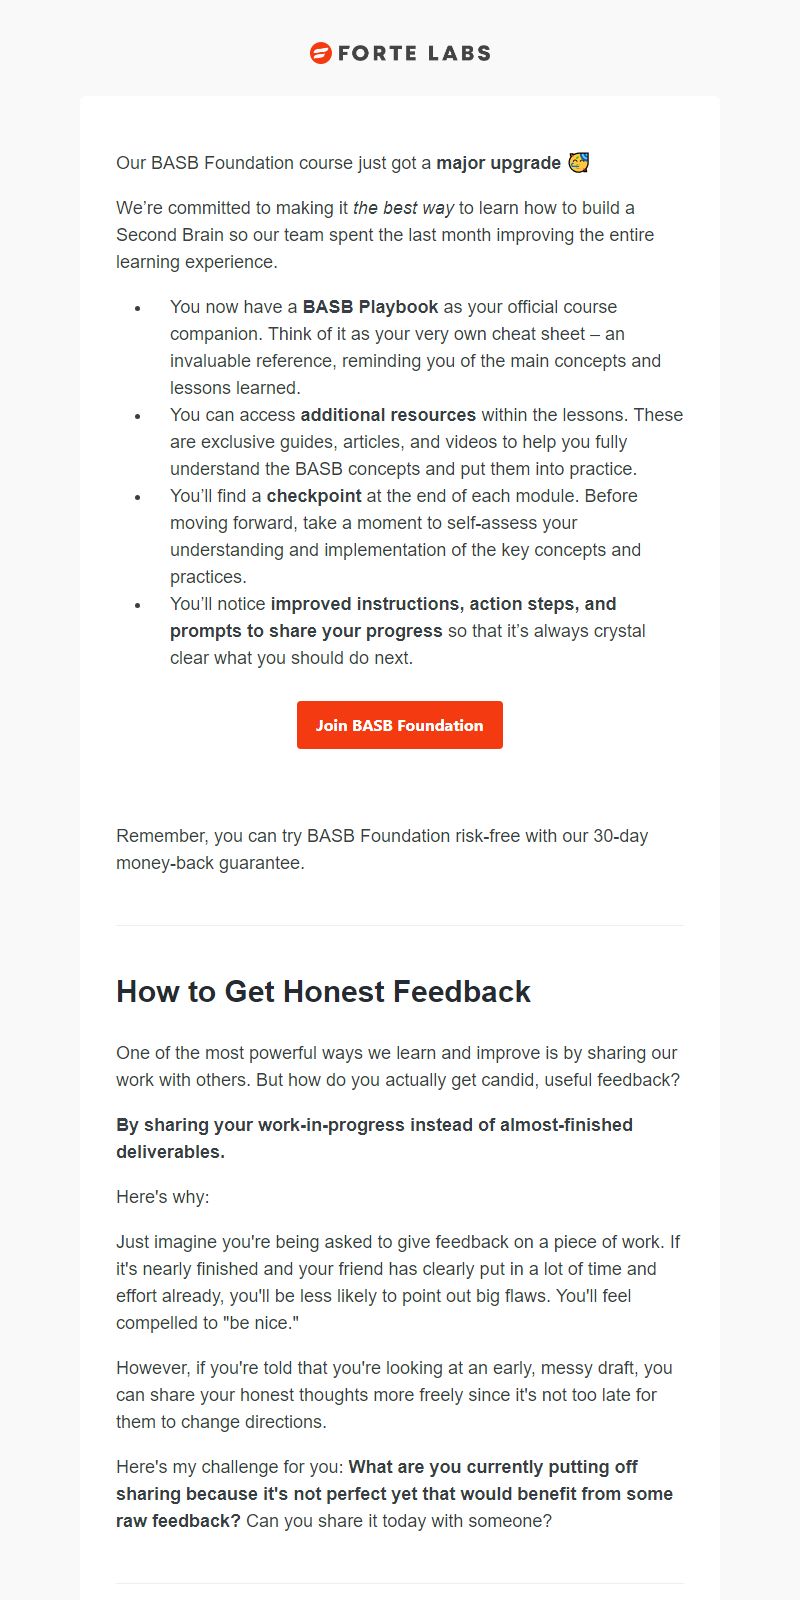 FORTE LABS
Our BASB Foundation course just got a major upgrade 🥳
We’re committed to making it the best way to learn how to build a
Second Brain so our team spent the last month improving the entire
learning experience.
• You now have a BASB Playbook as your official course
companion. Think of it as your very own cheat sheet – an
invaluable reference, reminding you of the main concepts and
lessons learned.
• You can access additional resources within the lessons. These
are exclusive guides, articles, and videos to help you fully
understand the BASB concepts and put them into practice.
• You’ll find a checkpoint at the end of each module. Before
moving forward, take a moment to self-assess your
understanding and implementation of the key concepts and
practices.
• You’ll notice improved instructions, action steps, and
prompts to share your progress so that it’s always crystal
clear what you should do next.
Join BASB Foundation
Remember, you can try BASB Foundation risk-free with our 30-day
money-back guarantee.
How to Get Honest Feedback
One of the most powerful ways we learn and improve is by sharing our
work with others. But how do you actually get candid, useful feedback?
By sharing your work-in-progress instead of almost-finished
deliverables.
Here's why:
Just imagine you're being asked to give feedback on a piece of work. If
it's nearly finished and your friend has clearly put in a lot of time and
effort already, you'll be less likely to point out big flaws. You'll feel
compelled to "be nice."
However, if you're told that you're looking at an early, messy draft, you
can share your honest thoughts more freely since it's not too late for
them to change directions.
Here's my challenge for you: What are you currently putting off
sharing because it's not perfect yet that would benefit from some
raw feedback? Can you share it today with someone?